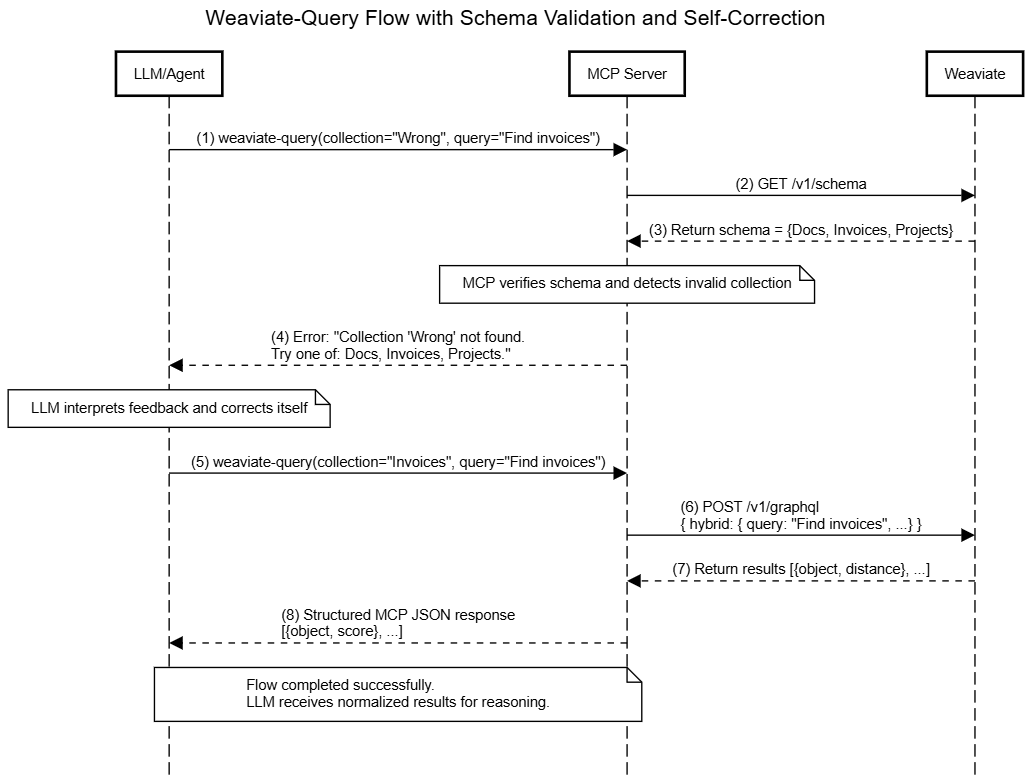 Weaviate-Query Flow with Schema Validation and Self-Correction
LLM/Agent
MCP Server
Weaviate
(1) weaviate-query(collection="Wrong", query="Find invoices")
(2) GET /v1/schema
(3) Return schema = {Docs, Invoices, Projects}
MCP verifies schema and detects invalid collection
(4) Error: "Collection 'Wrong' not found.
Try one of: Docs, Invoices, Projects."
LLM interprets feedback and corrects itself
(5) weaviate-query(collection="Invoices", query="Find invoices")
(6) POST /v1/graphql
{ hybrid: { query: "Find invoices", ...} }
(7) Return results [{object, distance}, ...]
(8) Structured MCP JSON response
[{object, score}, ...]
Flow completed successfully.
LLM receives normalized results for reasoning.